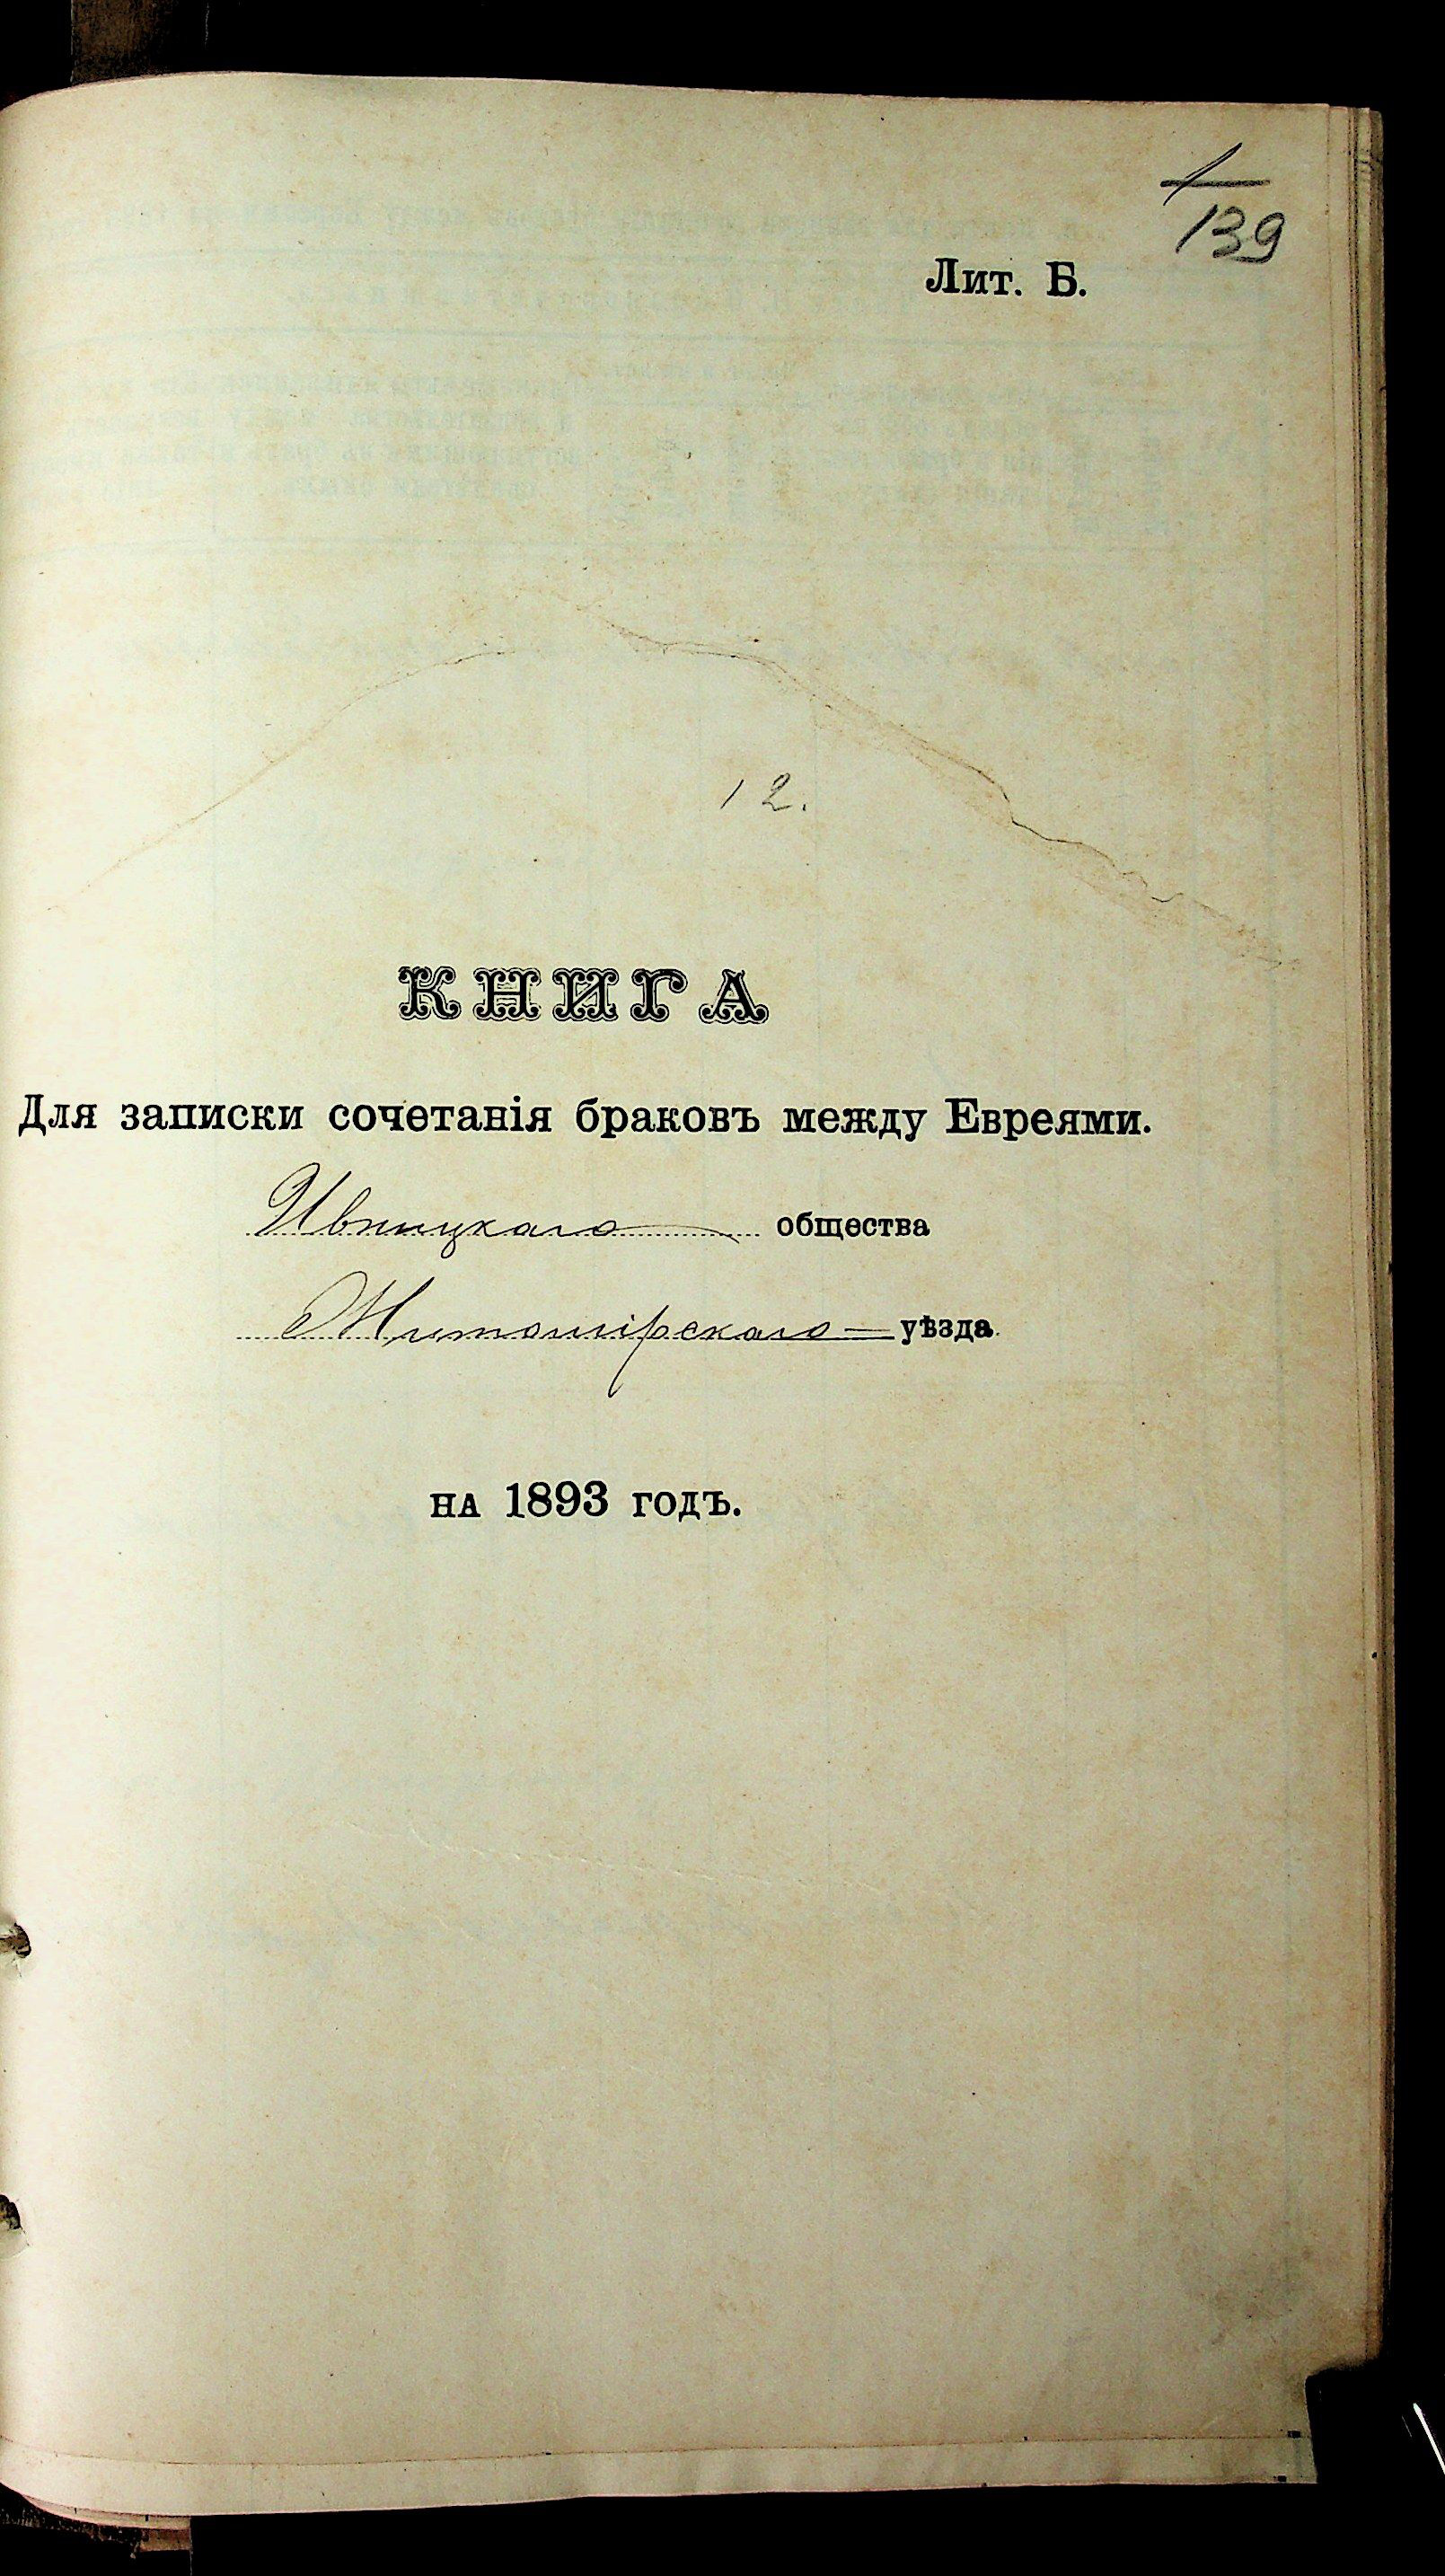 1
139
Лит. Б.
12.
КНИГА
Для записки сочетанія браковъ между Евреями.
Ивницкаго общества
Житомірскаго уѣзда.
на 1893 годъ.